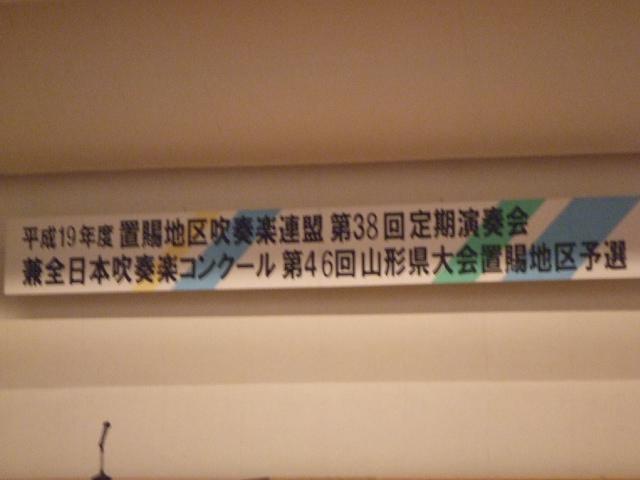 平成19年度 置賜地区吹奏楽連盟 第38回定期演奏会
兼全日本吹奏楽コンクール 第46回山形県大会置賜地区予選